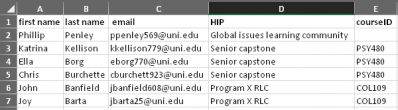 A B C D E
1 first name last name email HIP courseID
2 Phillip Penley ppenley569@uni.edu Global issues learning community
3 Katrina Kellison kkellison779@uni.edu Senior capstone PSY480
4 Ella Borg eborg770@uni.edu Senior capstone PSY480
5 Chris Burchette cburchett923@uni.edu Senior capstone PSY480
6 John Banfield jbanfield608@uni.edu Program X RLC COL109
7 Joy Barta jbarta25@uni.edu Program X RLC COL109